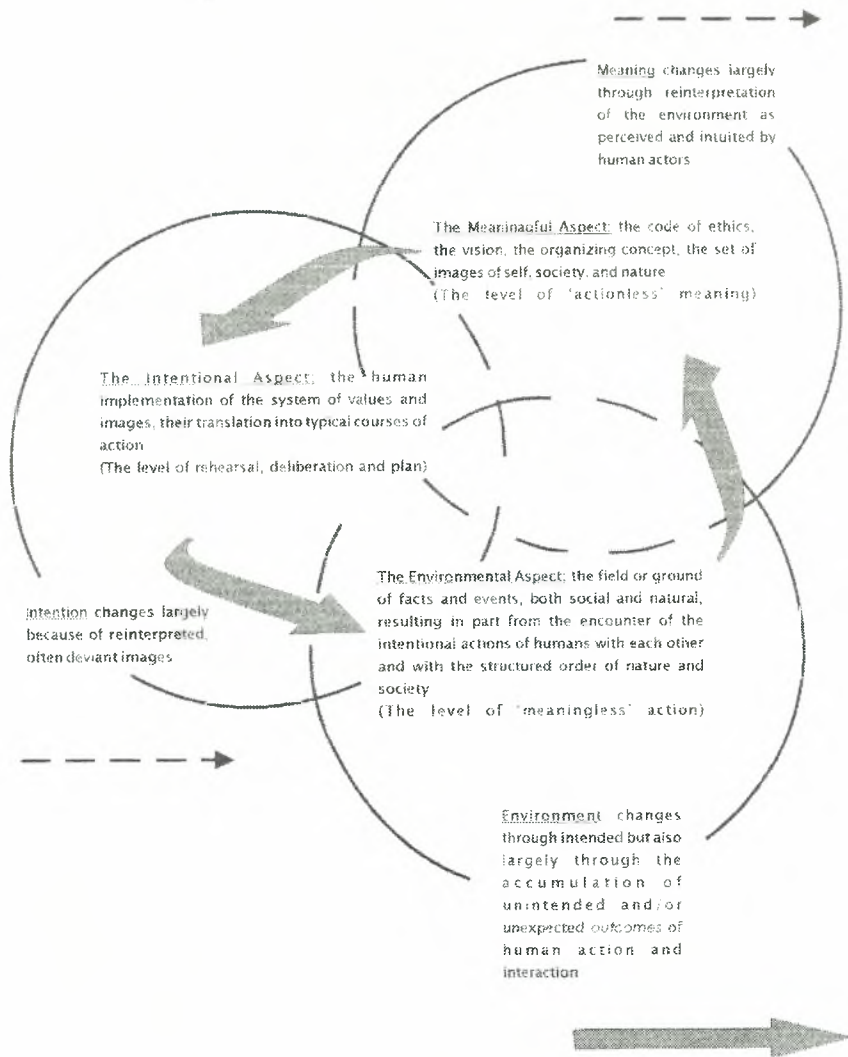 Meaning changes largely
through reinterpretation
of the environment as
perceived and intuited by
human actors
The Meaninauful Aspect: the code of ethics,
the vision, the organizing concept, the set of
images of self, society, and nature
(The level of 'actionless' meaning)
The Intentional Aspect: the human
implementation of the system of values and
images, their translation into typical courses of
action
(The level of rehearsal, deliberation and plan)
The Environmental Aspect: the field or ground
of facts and events, both social and natural,
resulting in part from the encounter of the
intentional actions of humans with each other
and with the structured order of nature and
society
(The level of 'meaningless' action)
Intention changes largely
because of reinterpreted,
often deviant images
Environment changes
through intended but also
largely through the
accumulation of
unintended and/or
unexpected outcomes of
human action and
interaction